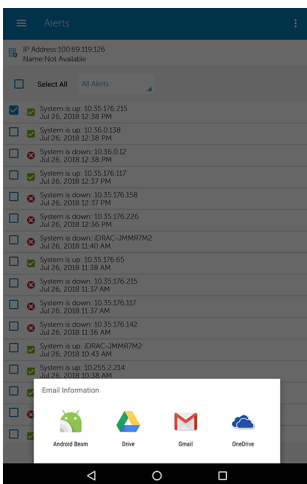 Alerts
IP Address:100.69.119.126
Name:Not Available
Select All
All Alerts
System is up: 10.35.176.215
Jul 26, 2018 12:38 PM
System is up: 10.36.0.138
Jul 26, 2018 12:38 PM
System is down: 10.36.0.12
Jul 26, 2018 12:38 PM
System is up: 10.35.176.117
Jul 26, 2018 12:37 PM
System is down: 10.35.176.158
Jul 26, 2018 12:37 PM
System is down: 10.35.176.226
Jul 26, 2018 12:36 PM
System is down: iDRAC-JMMR7M2
Jul 26, 2018 11:40 AM
System is up: 10.35.176.65
Jul 26, 2018 11:38 AM
System is down: 10.35.176.215
Jul 26, 2018 11:37 AM
System is down: 10.35.176.117
Jul 26, 2018 11:37 AM
System is down: 10.35.176.142
Jul 26, 2018 11:36 AM
System is up: iDRAC-JMMR7M2
Jul 26, 2018 10:43 AM
System is up: 10.255.2.214
Jul 26, 2018 10:38 AM
Email Information
Android Beam
Drive
Gmail
OneDrive